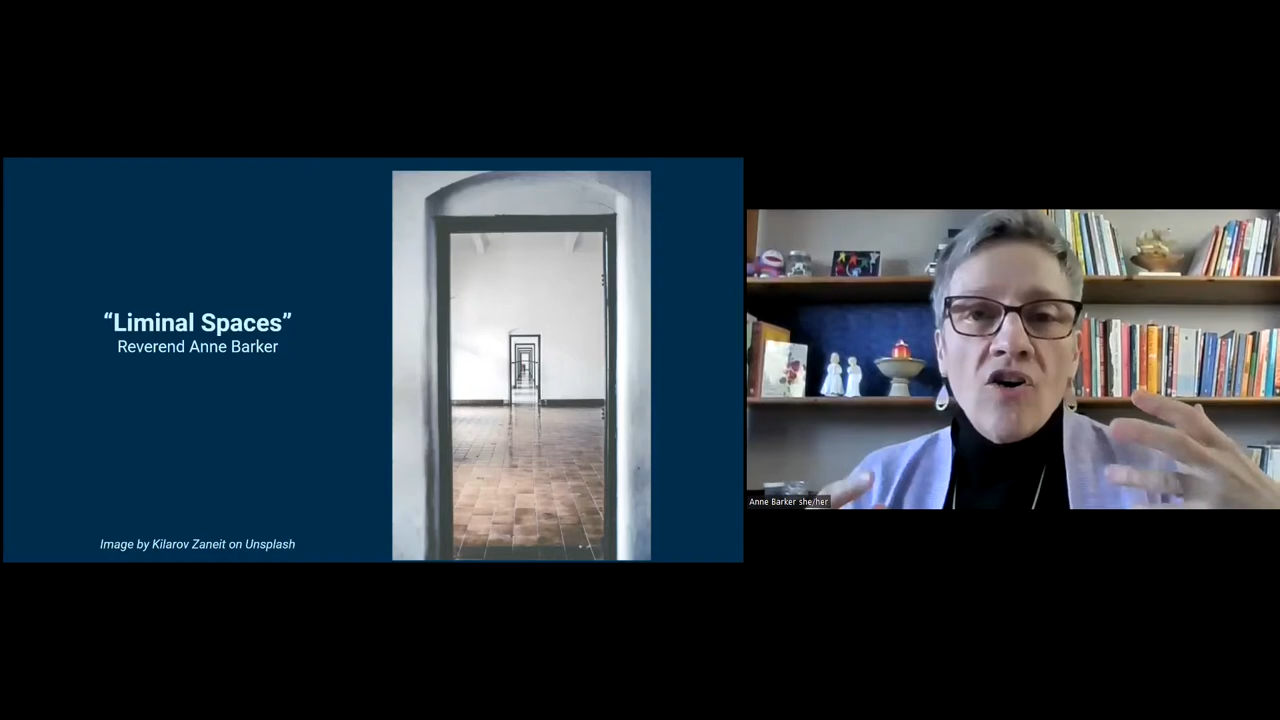 “Liminal Spaces”
Reverend Anne Barker
Image by Kilarov Zaneit on Unsplash
Anne Barker she/her